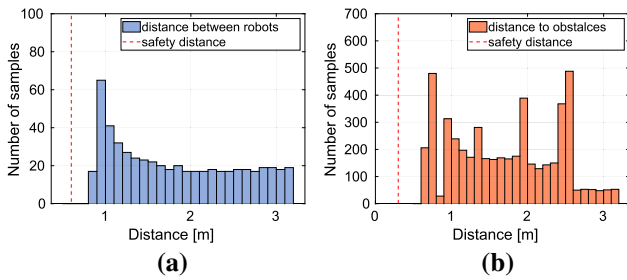 100
80
60
40
20
0
Number of samples
distance between robots
safety distance
1
2
3
Distance [m]
(a)
700
600
500
400
300
200
100
0
Number of samples
distance to obstalces
safety distance
0
1
2
3
Distance [m]
(b)